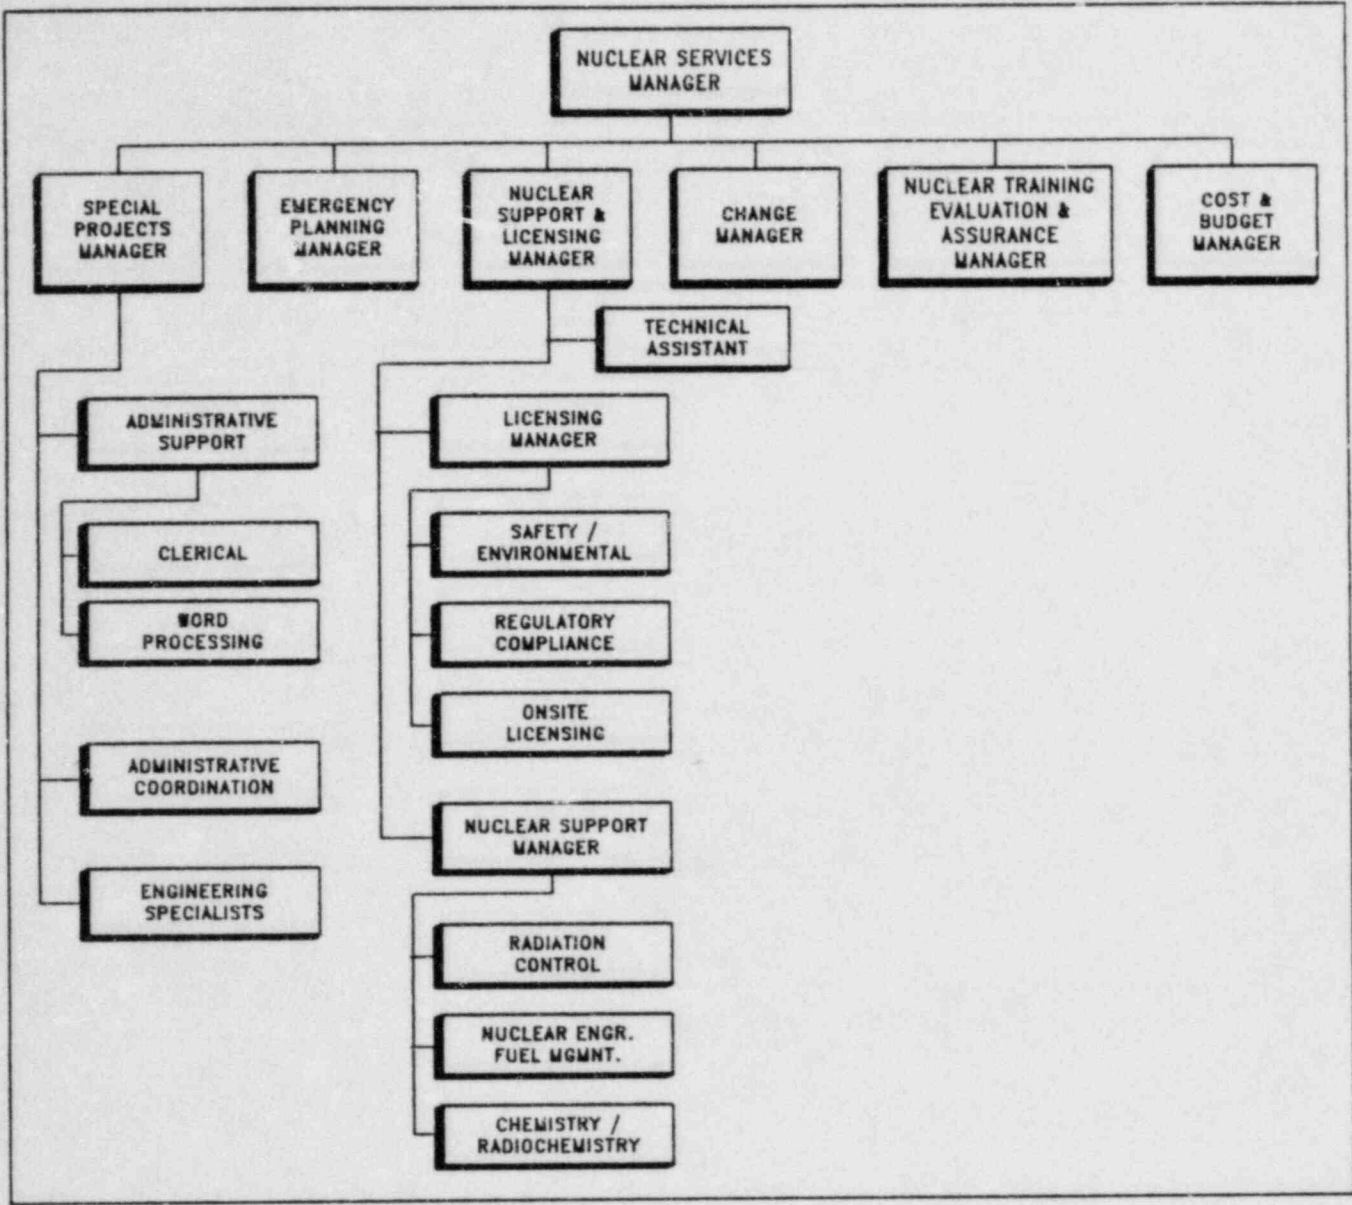 NUCLEAR SERVICES
MANAGER
SPECIAL
PROJECTS
MANAGER
EMERGENCY
PLANNING
MANAGER
NUCLEAR
SUPPORT &
LICENSING
MANAGER
CHANGE
MANAGER
NUCLEAR TRAINING
EVALUATION &
ASSURANCE
MANAGER
COST &
BUDGET
MANAGER
TECHNICAL
ASSISTANT
ADMINISTRATIVE
SUPPORT
CLERICAL
WORD
PROCESSING
ADMINISTRATIVE
COORDINATION
ENGINEERING
SPECIALISTS
LICENSING
MANAGER
SAFETY /
ENVIRONMENTAL
REGULATORY
COMPLIANCE
ONSITE
LICENSING
NUCLEAR SUPPORT
MANAGER
RADIATION
CONTROL
NUCLEAR ENGR.
FUEL MGMNT.
CHEMISTRY /
RADIOCHEMISTRY